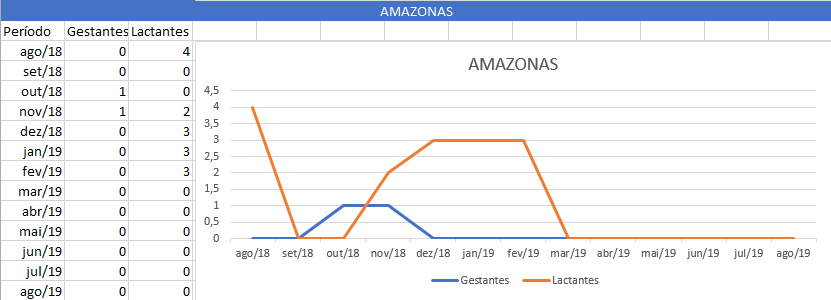 AMAZONAS
Período Gestantes Lactantes
ago/18 0 4
set/18 0 0
out/18 1 0
nov/18 1 2
dez/18 0 3
jan/19 0 3
fev/19 0 3
mar/19 0 0
abr/19 0 0
mai/19 0 0
jun/19 0 0
jul/19 0 0
ago/19 0 0
AMAZONAS
4,5
4
3,5
3
2,5
2
1,5
1
0,5
0
ago/18 set/18 out/18 nov/18 dez/18 jan/19 fev/19 mar/19 abr/19 mai/19 jun/19 jul/19 ago/19
Gestantes Lactantes